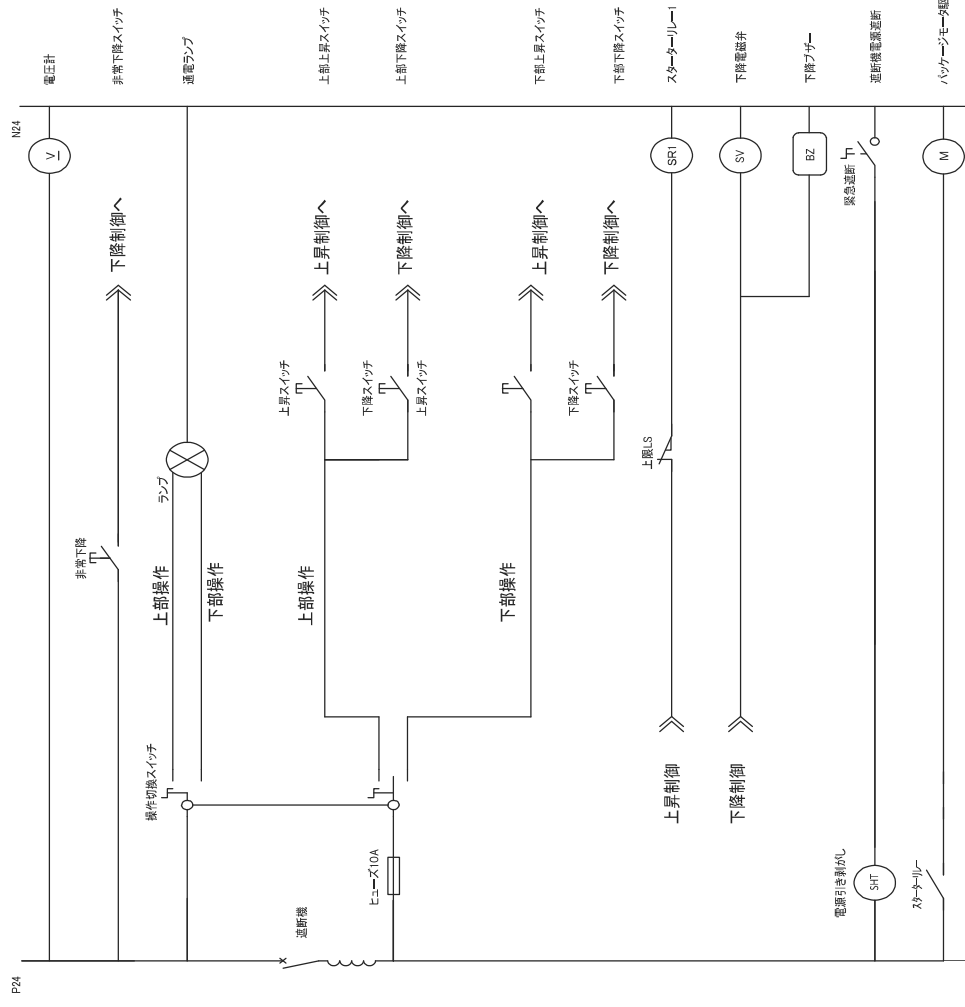 電圧計
非常下降スイッチ
通電ランプ
上部上昇スイッチ
上部下降スイッチ
下部上昇スイッチ
下部下降スイッチ
スターターリレー1
下降電磁弁
下降ブザー
遮断機電源遮断
パッケージモータ駆
N24
V
SR1
SV
BZ
緊急遮断
M
下降制御へ
上昇制御へ
下降制御へ
上昇制御へ
下降制御へ
上昇スイッチ
下降スイッチ
上昇スイッチ
下降スイッチ
上限LS
ランプ
非常下降
上部操作
下部操作
上部操作
下部操作
操作切換スイッチ
上昇制御
下降制御
ヒューズ10A
遮断機
電源引き剥がし
SHT
スターターリレー
P24